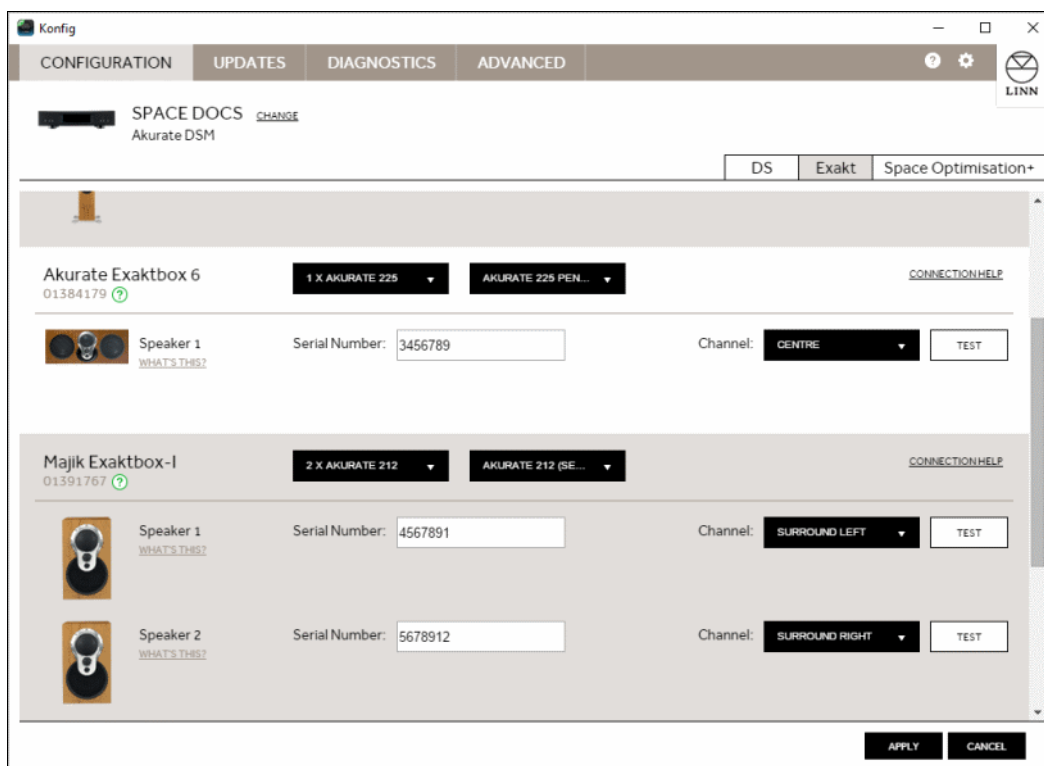 Konfig
CONFIGURATION UPDATES DIAGNOSTICS ADVANCED ?
LINN
SPACE DOCS CHANGE
Akurate DSM
DS Exakt Space Optimisation+
Akurate Exaktbox 6 1 X AKURATE 225 AKURATE 225 PEN... CONNECTION HELP
01384179 ?
Speaker 1 Serial Number: 3456789 Channel: CENTRE TEST
WHAT'S THIS?
Majik Exaktbox-I 2 X AKURATE 212 AKURATE 212 (SE... CONNECTION HELP
01391767 ?
Speaker 1 Serial Number: 4567891 Channel: SURROUND LEFT TEST
WHAT'S THIS?
Speaker 2 Serial Number: 5678912 Channel: SURROUND RIGHT TEST
WHAT'S THIS?
APPLY CANCEL